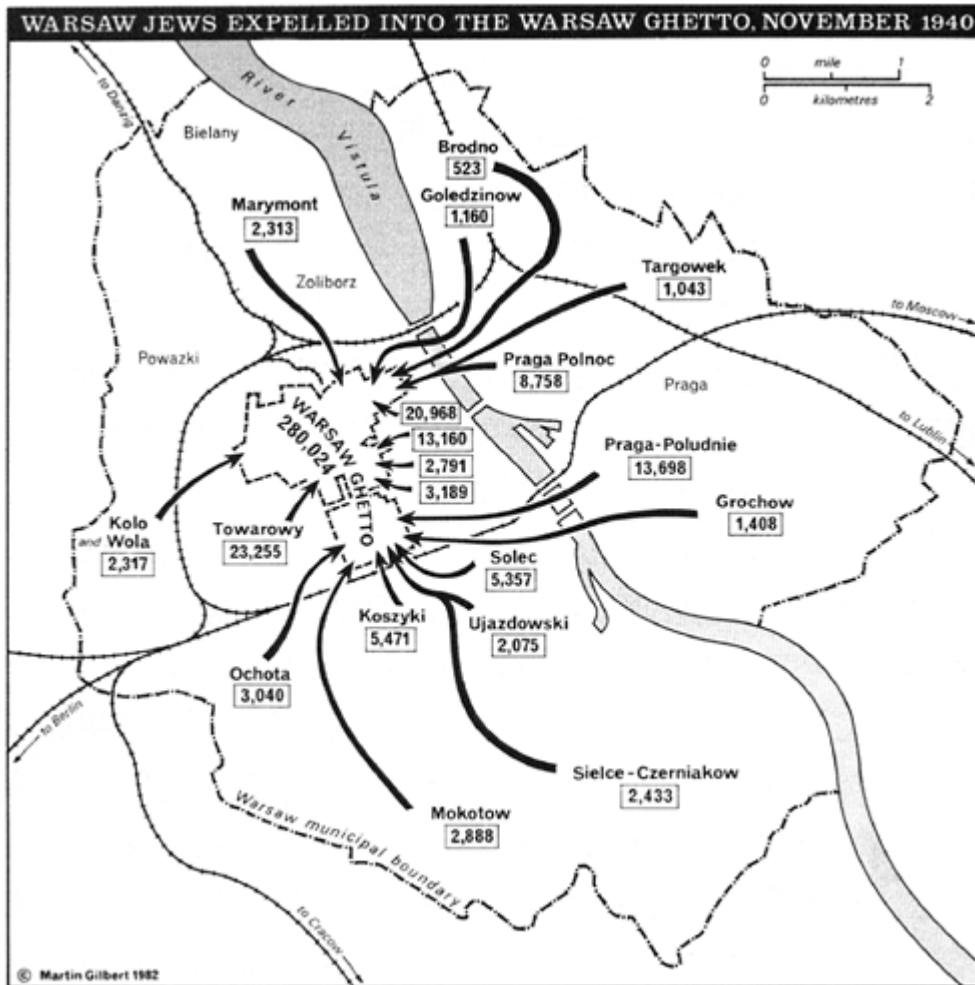 WARSAW JEWS EXPELLED INTO THE WARSAW GHETTO, NOVEMBER 1940
0 mile 1
0 kilometres 2
to Danzig
Bielany
River Vistula
Brodno
523
Goledzinow
1,160
Marymont
2,313
Zoliborz
Targowek
1,043
to Moscow
Powazki
Praga Polnoc
8,758
Praga
to Lublin
WARSAW GHETTO
280,024
20,968
13,160
2,791
3,189
Praga-Poludnie
13,698
Grochow
1,408
Kolo
and Wola
2,317
Towarowy
23,255
Solec
5,357
Koszyki
5,471
Ujazdowski
2,075
Ochota
3,040
to Berlin
Sielce-Czerniakow
2,433
Mokotow
2,888
Warsaw municipal boundary
to Cracow
© Martin Gilbert 1982